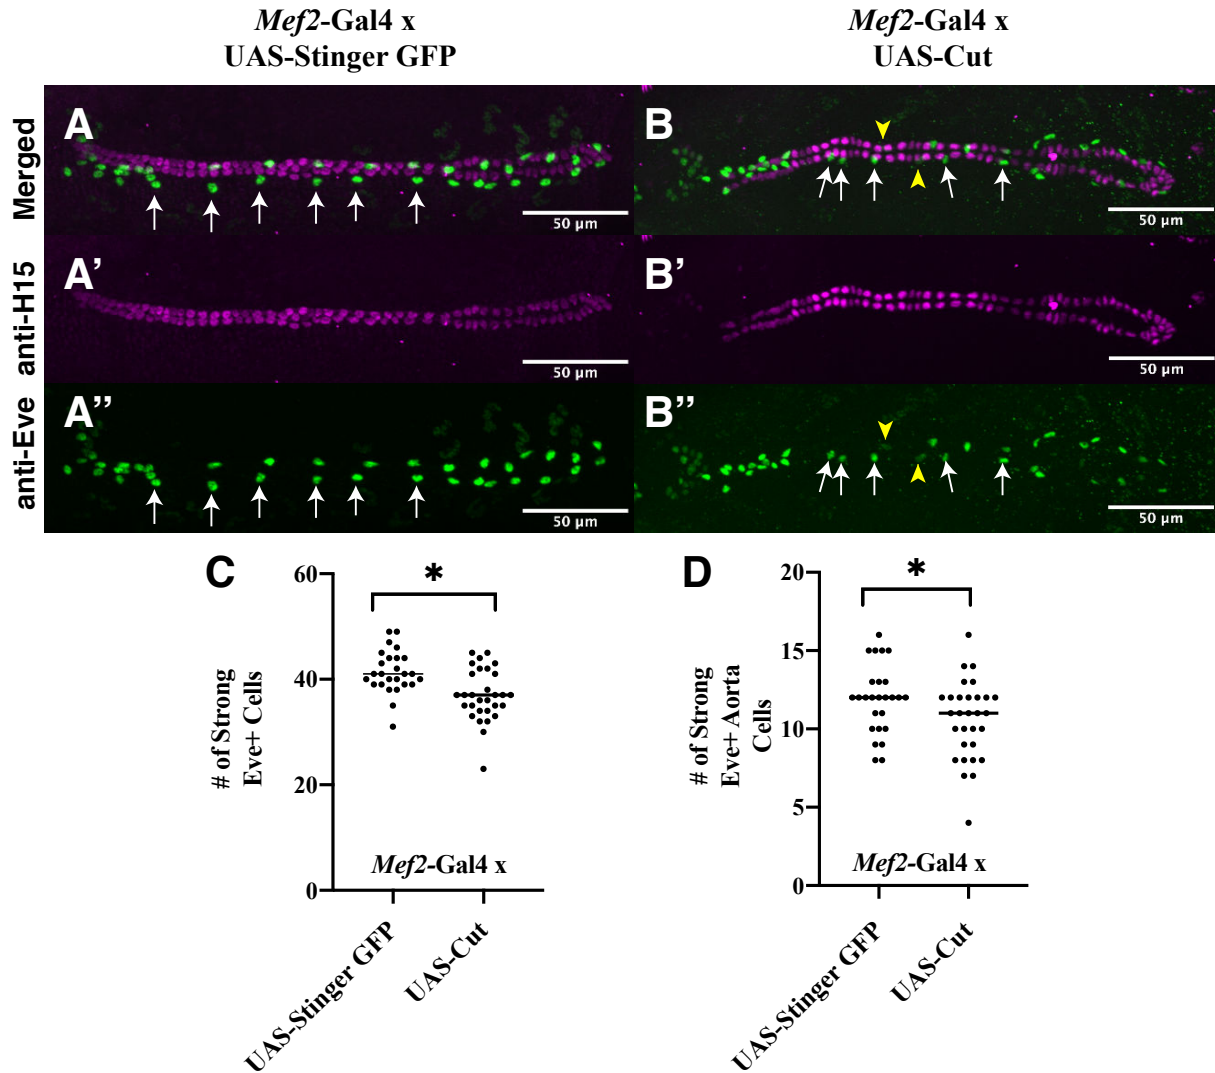 Mef2-Gal4 x
UAS-Stinger GFP
Mef2-Gal4 x
UAS-Cut
Merged
A
50 µm
B
50 µm
anti-H15
A’
50 µm
B’
50 µm
anti-Eve
A’’
50 µm
B’’
50 µm
C
# of Strong
Eve+ Cells
60
40
20
0
*
Mef2-Gal4 x
UAS-Stinger GFP
UAS-Cut
D
# of Strong
Eve+ Aorta
Cells
20
15
10
5
0
*
Mef2-Gal4 x
UAS-Stinger GFP
UAS-Cut